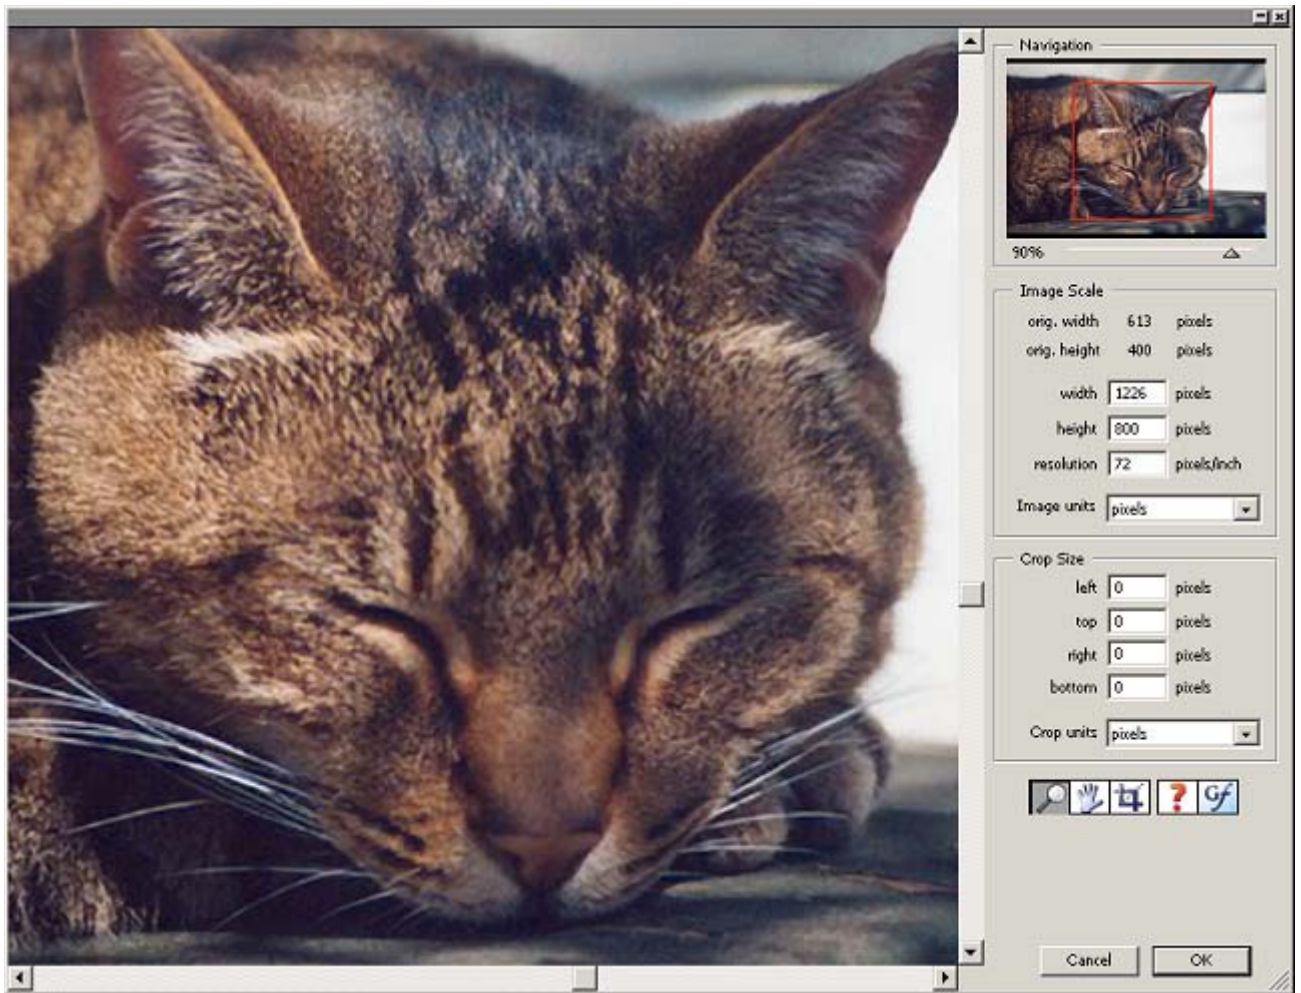 Navigation
90%
Image Scale
orig. width 613 pixels
orig. height 400 pixels
width 1226 pixels
height 800 pixels
resolution 72 pixels/inch
Image units pixels
Crop Size
left 0 pixels
top 0 pixels
right 0 pixels
bottom 0 pixels
Crop units pixels
? Gf
Cancel OK